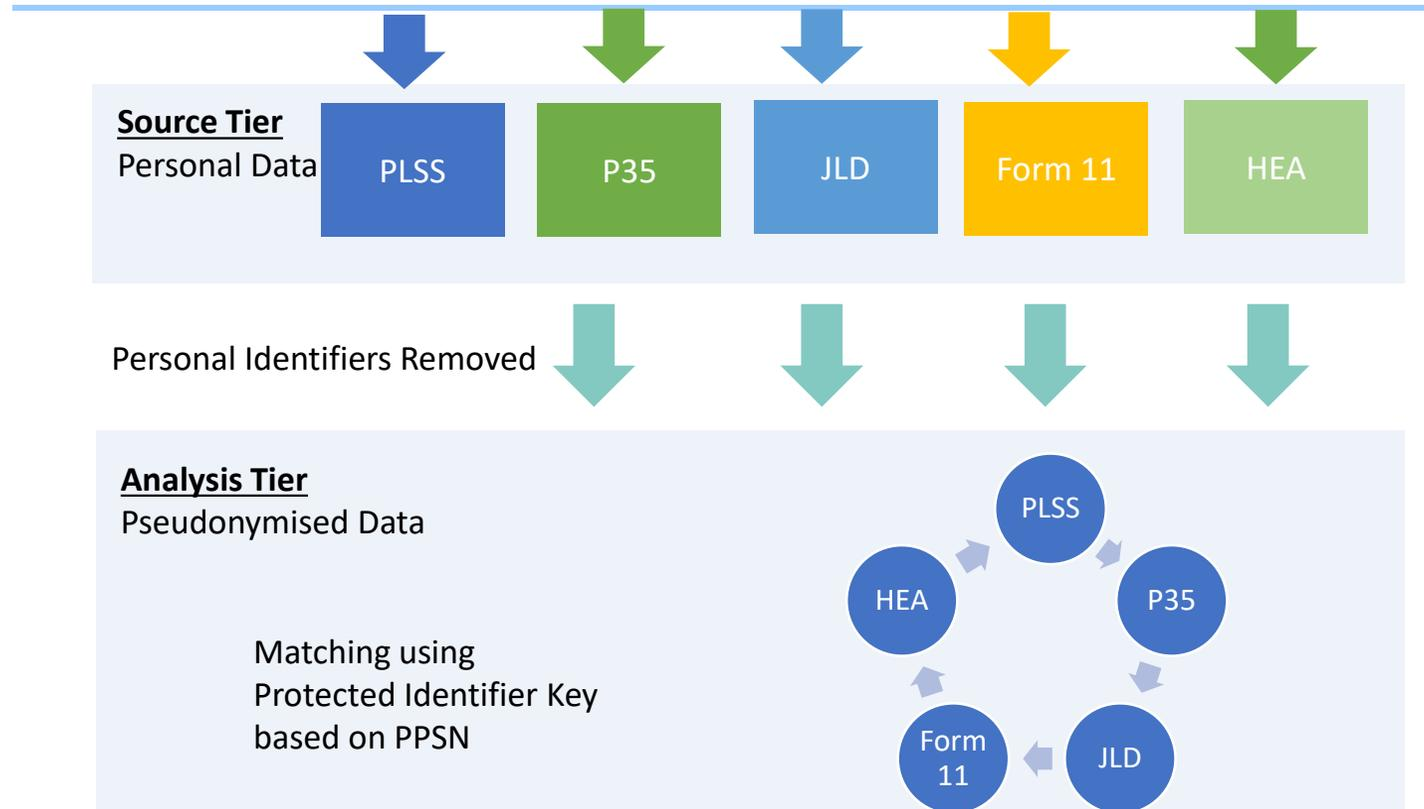 Source Tier
Personal Data
PLSS
P35
JLD
Form 11
HEA
Personal Identifiers Removed
Analysis Tier
Pseudonymised Data
Matching using
Protected Identifier Key
based on PPSN
PLSS
P35
JLD
Form
11
HEA